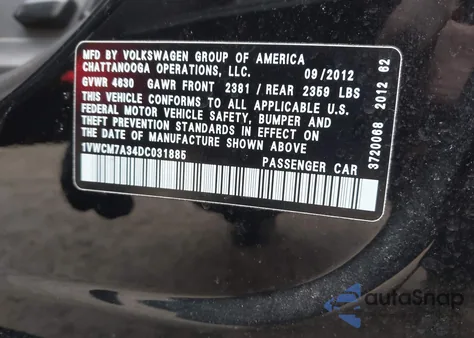 MFD BY VOLKSWAGEN GROUP OF AMERICA
CHATTANOOGA OPERATIONS, LLC. 09/2012
GVWR 4630 GAWR FRONT 2381 / REAR 2359 LBS
THIS VEHICLE CONFORMS TO ALL APPLICABLE U.S.
FEDERAL MOTOR VEHICLE SAFETY, BUMPER AND
THEFT PREVENTION STANDARDS IN EFFECT ON
THE DATE OF MANUFACTURE SHOWN ABOVE
1VWCM7A34DC031885 PASSENGER CAR
3720068 2012 62
autoSnap